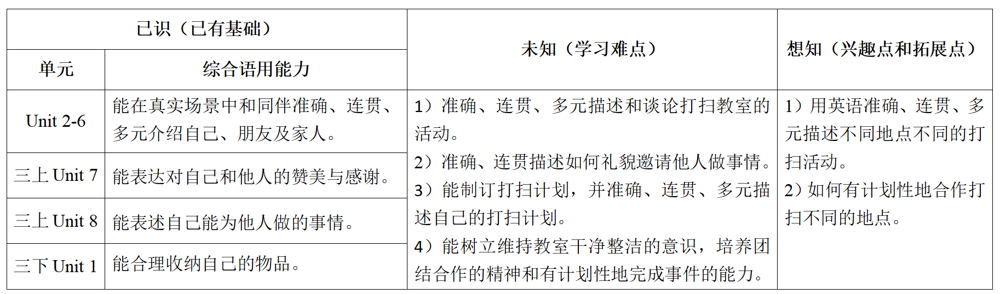 已识（已有基础）
未知（学习难点）
想知（兴趣点和拓展点）
单元
综合语用能力
Unit 2-6
能在真实场景中和同伴准确、连贯、
多元介绍自己、朋友及家人。
三上 Unit 7
能表达对自己和他人的赞美与感谢。
三上 Unit 8
能表述自己能为他人做的事情。
三下 Unit 1
能合理收纳自己的物品。
1）准确、连贯、多元描述和谈论打扫教室的
活动。
2）准确、连贯描述如何礼貌邀请他人做事情。
3）能制订打扫计划，并准确、连贯、多元描
述自己的打扫计划。
4）能树立维持教室干净整洁的意识，培养团
结合作的精神和有计划性地完成事件的能力。
1）用英语准确、连贯、多
元描述不同地点不同的打
扫活动。
2）如何有计划性地合作打
扫不同的地点。